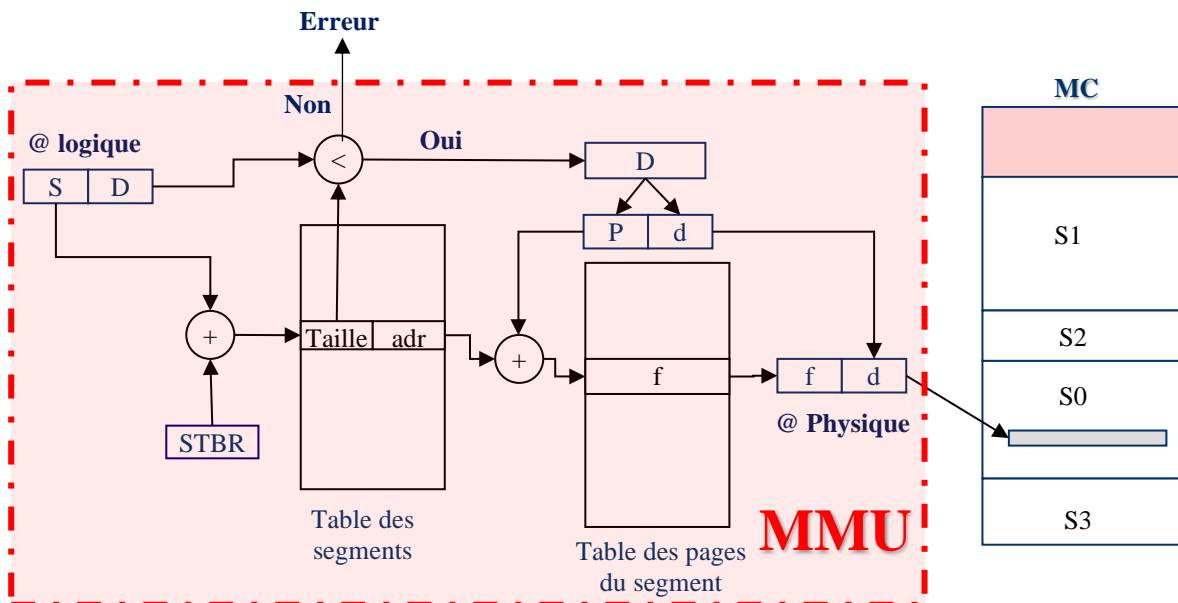 Erreur
MC
Non
@ logique
Oui
<
D
S D
P d
S1
+
Taille adr
+
f
f d
S2
S0
@ Physique
STBR
Table des
segments
Table des pages
du segment
MMU
S3